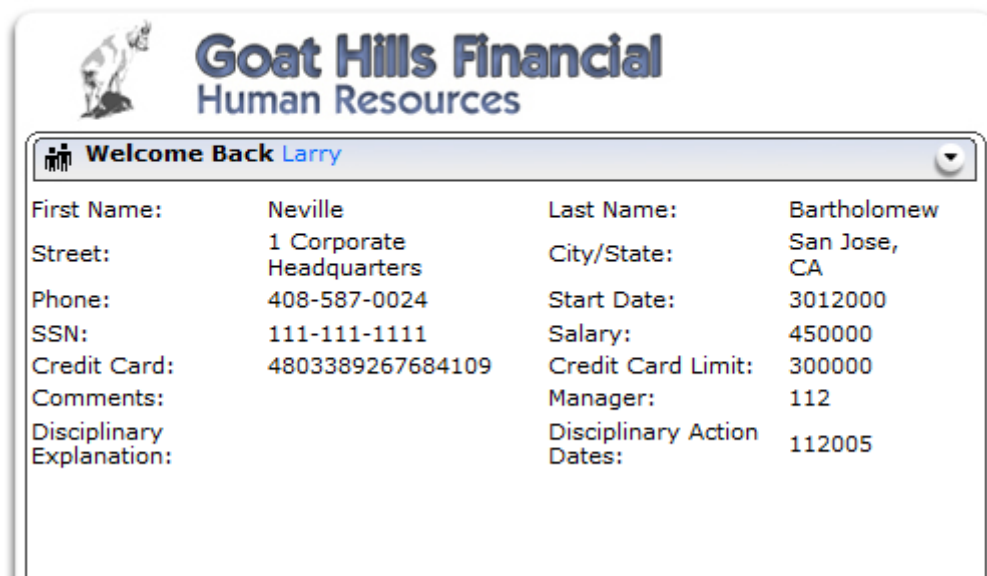 Goat Hills Financial
Human Resources
Welcome Back Larry
First Name: Neville Last Name: Bartholomew
Street: 1 Corporate Headquarters City/State: San Jose, CA
Phone: 408-587-0024 Start Date: 3012000
SSN: 111-111-1111 Salary: 450000
Credit Card: 4803389267684109 Credit Card Limit: 300000
Comments: Manager: 112
Disciplinary Explanation: Disciplinary Action Dates: 112005